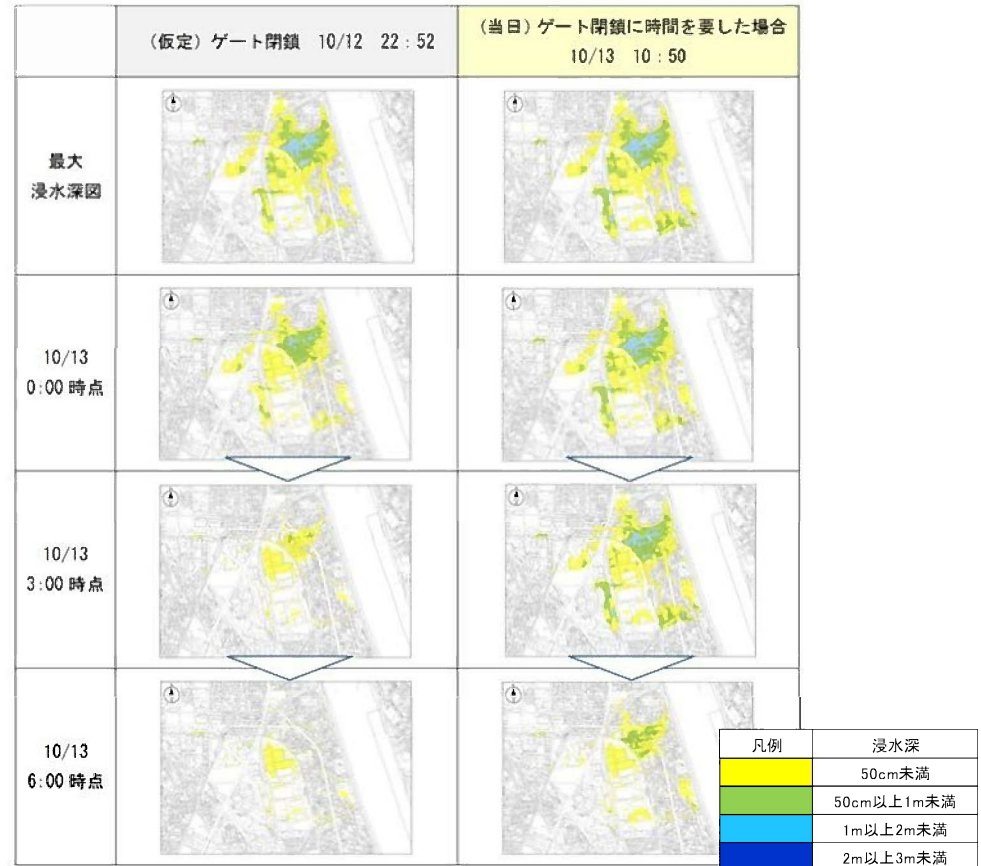 (仮定)ゲート閉鎖 10/12 22:52
(当日)ゲート閉鎖に時間を要した場合
10/13 10:50
最大
浸水深図
10/13
0:00 時点
10/13
3:00 時点
10/13
6:00 時点
凡例 浸水深
50cm未満
50cm以上1m未満
1m以上2m未満
2m以上3m未満